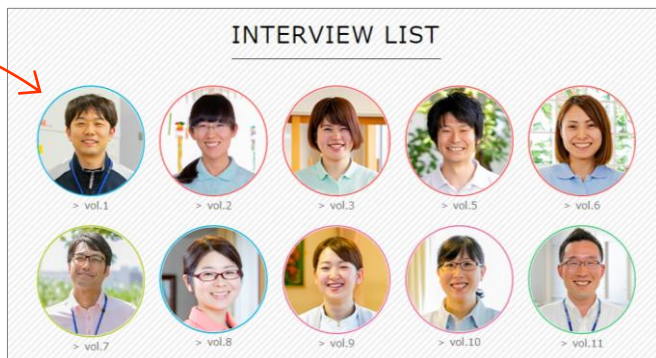 INTERVIEW LIST
> vol.1 > vol.2 > vol.3 > vol.5 > vol.6
> vol.7 > vol.8 > vol.9 > vol.10 > vol.11